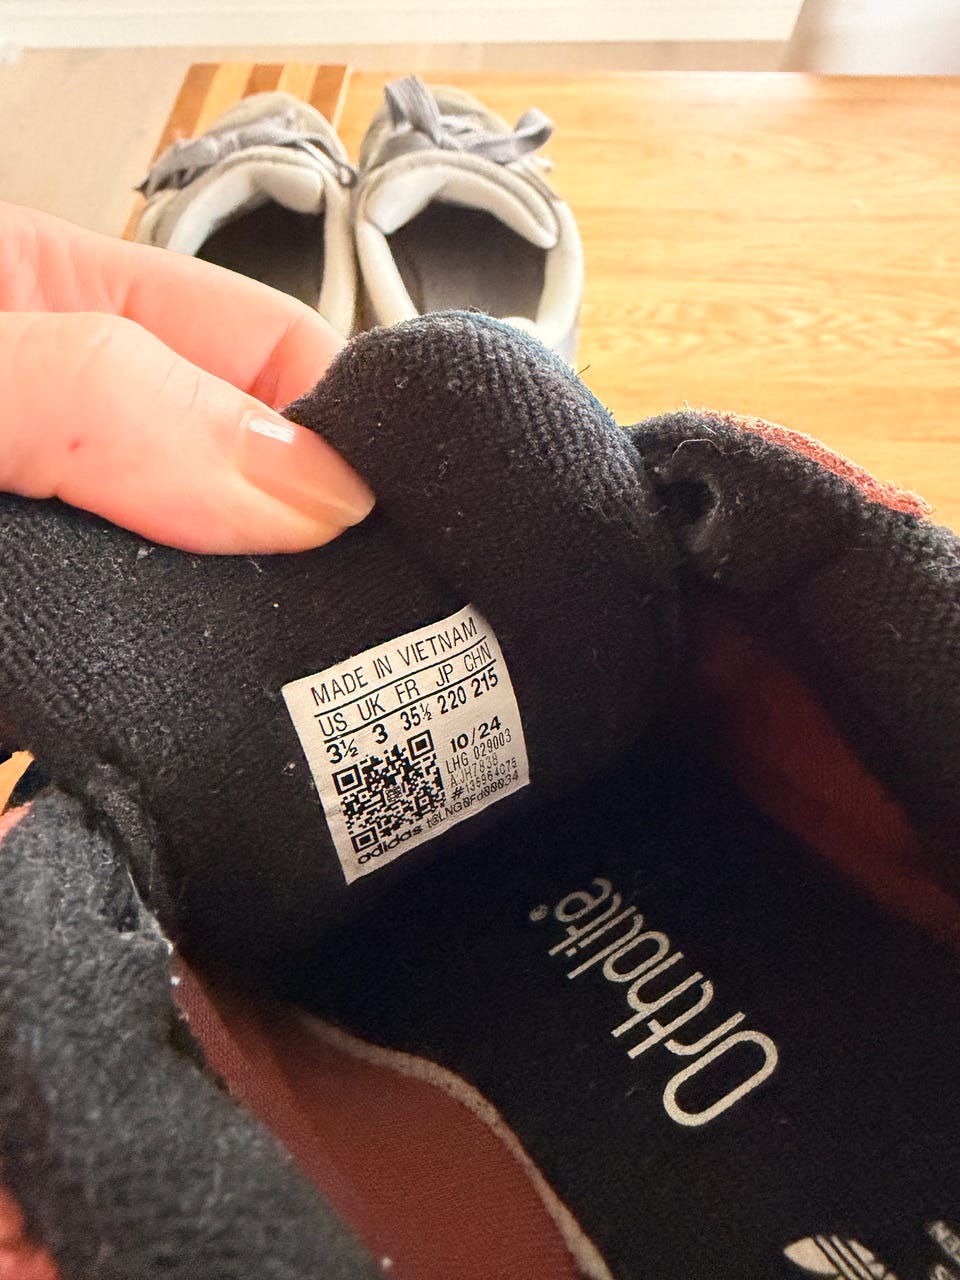 MADE IN VIETNAM
US UK FR JP CHN
3½ 3 35½ 220 215
10/24
LHG 029003
AJH7838
adidas
Ortholite®